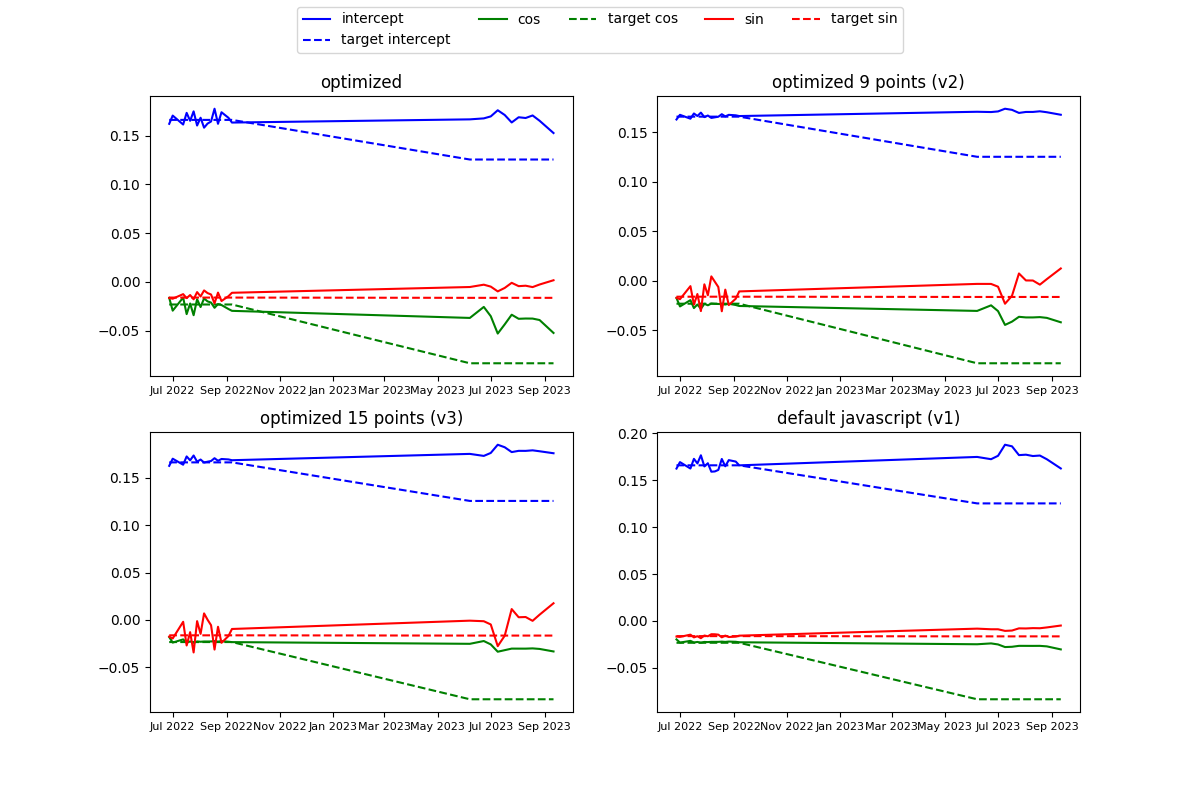 intercept cos target cos sin target sin
target intercept
optimized
0.15
0.10
0.05
0.00
−0.05
Jul 2022 Sep 2022 Nov 2022 Jan 2023 Mar 2023 May 2023 Jul 2023 Sep 2023
optimized 9 points (v2)
0.15
0.10
0.05
0.00
−0.05
Jul 2022 Sep 2022 Nov 2022 Jan 2023 Mar 2023 May 2023 Jul 2023 Sep 2023
optimized 15 points (v3)
0.15
0.10
0.05
0.00
−0.05
Jul 2022 Sep 2022 Nov 2022 Jan 2023 Mar 2023 May 2023 Jul 2023 Sep 2023
default javascript (v1)
0.20
0.15
0.10
0.05
0.00
−0.05
Jul 2022 Sep 2022 Nov 2022 Jan 2023 Mar 2023 May 2023 Jul 2023 Sep 2023